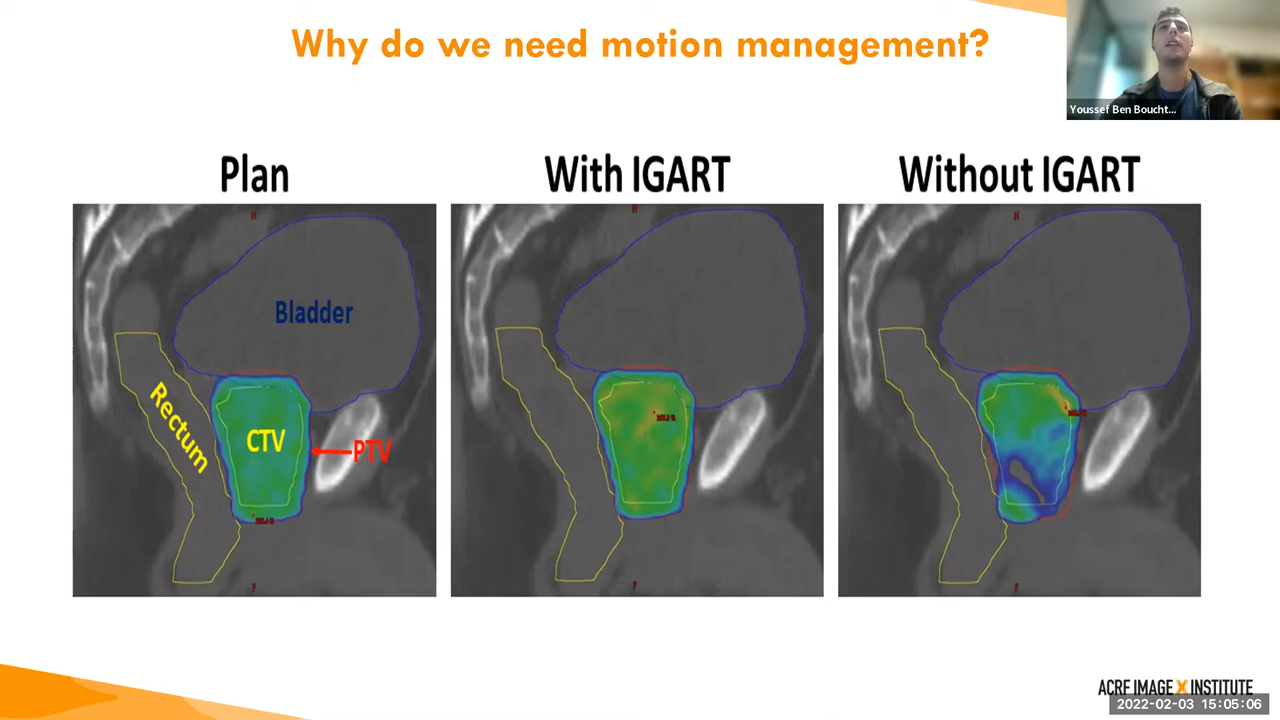 Why do we need motion management?
Youssef Ben Boucht...
Plan
With IGART
Without IGART
H
H
H
Bladder
Rectum
CTV
PTV
F
F
F
ACRF IMAGE X INSTITUTE
2022-02-03 15:05:06